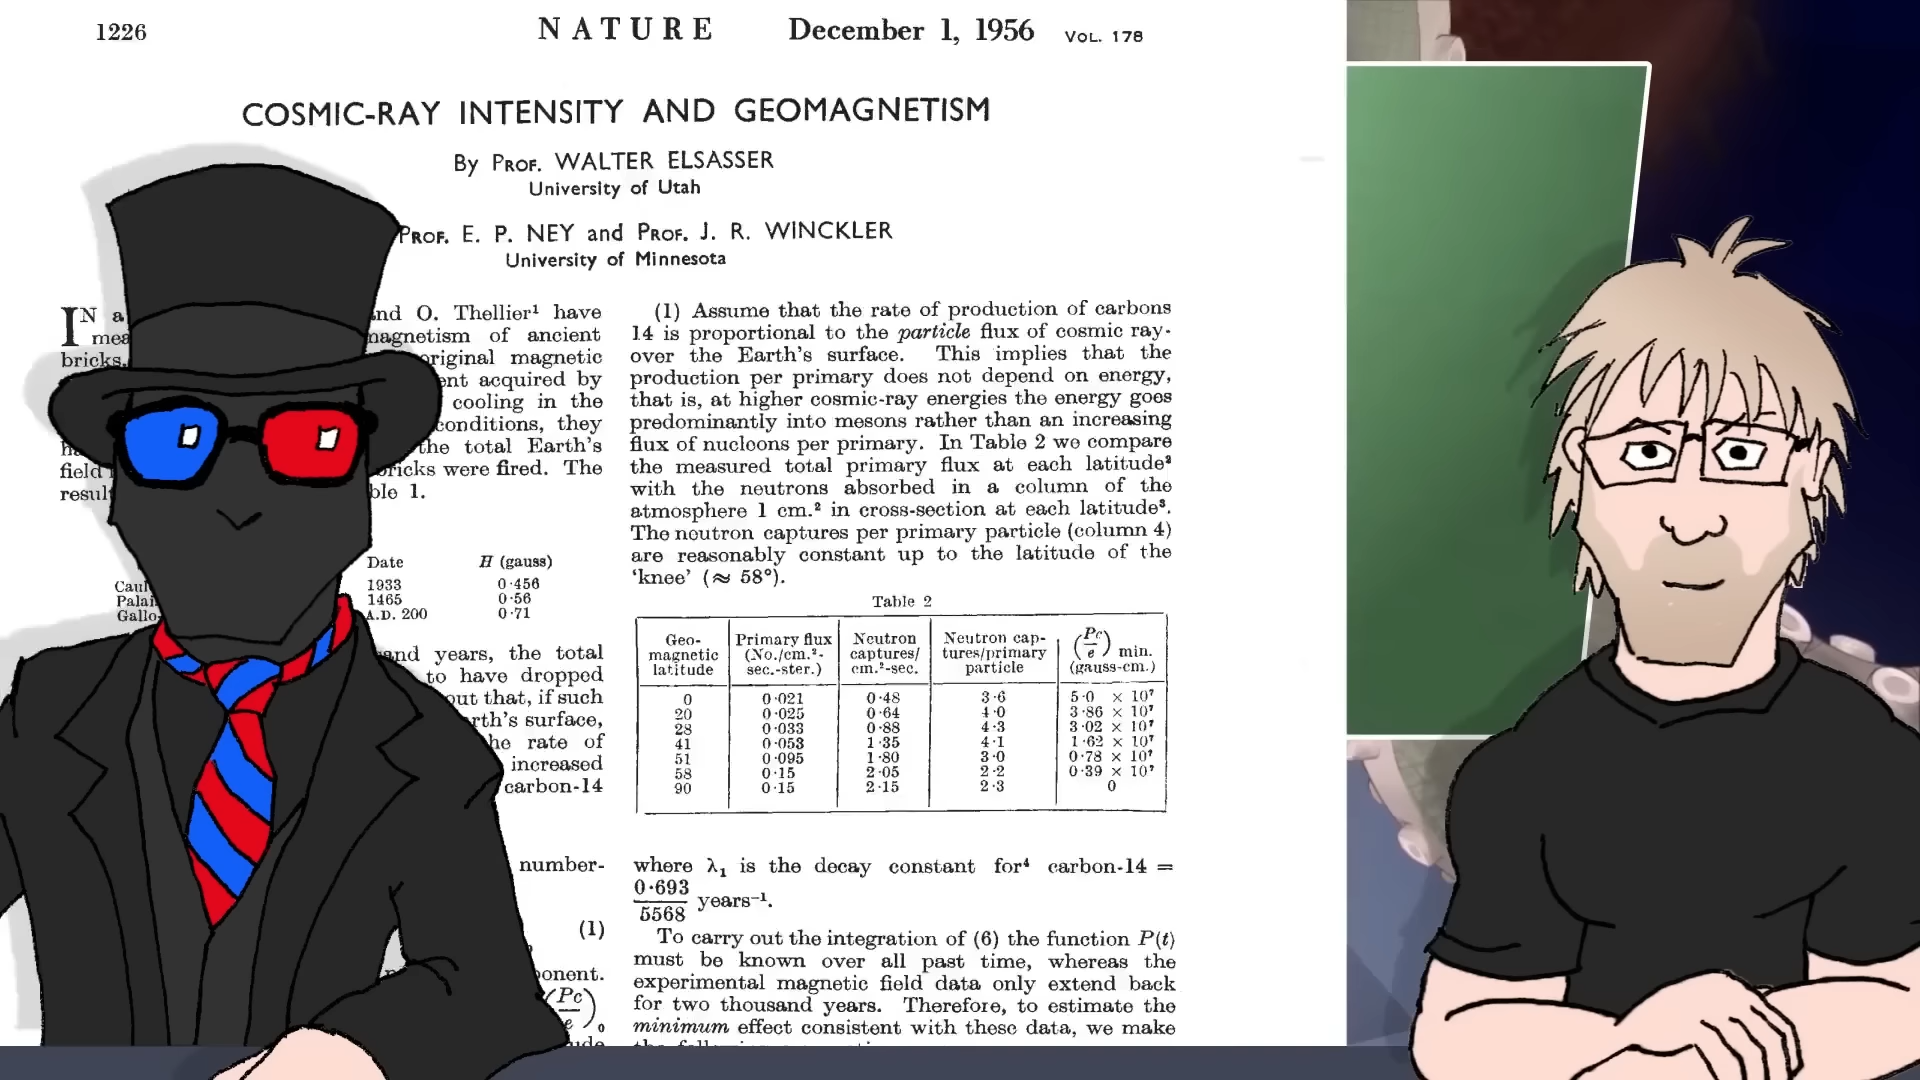 1226 NATURE December 1, 1956 VOL. 178
COSMIC-RAY INTENSITY AND GEOMAGNETISM
By PROF. WALTER ELSASSER
University of Utah
PROF. E. P. NEY and PROF. J. R. WINCKLER
University of Minnesota
IN a
and O. Thellier¹ have
mea
magnetism of ancient
bricks,
original magnetic
ent acquired by
cooling in the
conditions, they
the total Earth's
field
bricks were fired. The
result
ble 1.
Date H (gauss)
1933 0·456
1465 0·56
A.D. 200 0·71
and years, the total
to have dropped
out that, if such
rth's surface,
he rate of
increased
carbon-14
number-
(1)
ponent.
(Pc/e)₀
(1) Assume that the rate of production of carbons
14 is proportional to the particle flux of cosmic ray-
over the Earth's surface. This implies that the
production per primary does not depend on energy,
that is, at higher cosmic-ray energies the energy goes
predominantly into mesons rather than an increasing
flux of nucleons per primary. In Table 2 we compare
the measured total primary flux at each latitude²
with the neutrons absorbed in a column of the
atmosphere 1 cm.² in cross-section at each latitude³.
The neutron captures per primary particle (column 4)
are reasonably constant up to the latitude of the
'knee' (≈ 58°).
Table 2
Geo-
magnetic
latitude
Primary flux
(No./cm.²-
sec.-ster.)
Neutron
captures/
cm.²-sec.
Neutron cap-
tures/primary
particle
(Pc/e) min.
(gauss-cm.)
0 0·021 0·48 3·6 5·0 × 10⁷
20 0·025 0·64 4·0 3·86 × 10⁷
28 0·033 0·88 4·3 3·02 × 10⁷
41 0·053 1·35 4·1 1·62 × 10⁷
51 0·095 1·80 3·0 0·78 × 10⁷
58 0·15 2·05 2·2 0·39 × 10⁷
90 0·15 2·15 2·3 0
where λ₁ is the decay constant for⁴ carbon-14 =
0·693
5568 years⁻¹.
To carry out the integration of (6) the function P(t)
must be known over all past time, whereas the
experimental magnetic field data only extend back
for two thousand years. Therefore, to estimate the
minimum effect consistent with these data, we make